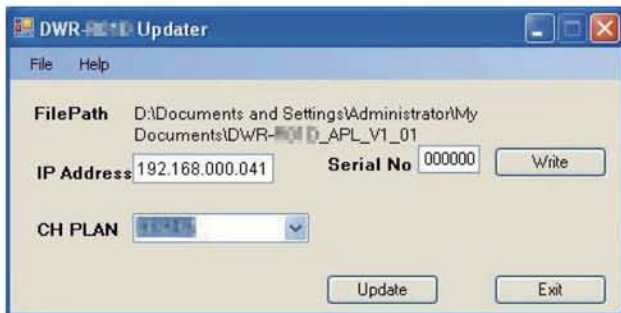 DWR- Updater
File Help
FilePath D:\Documents and Settings\Administrator\My
Documents\DWR-_APL_V1_01
IP Address 192.168.000.041 Serial No 000000 Write
CH PLAN
Update Exit